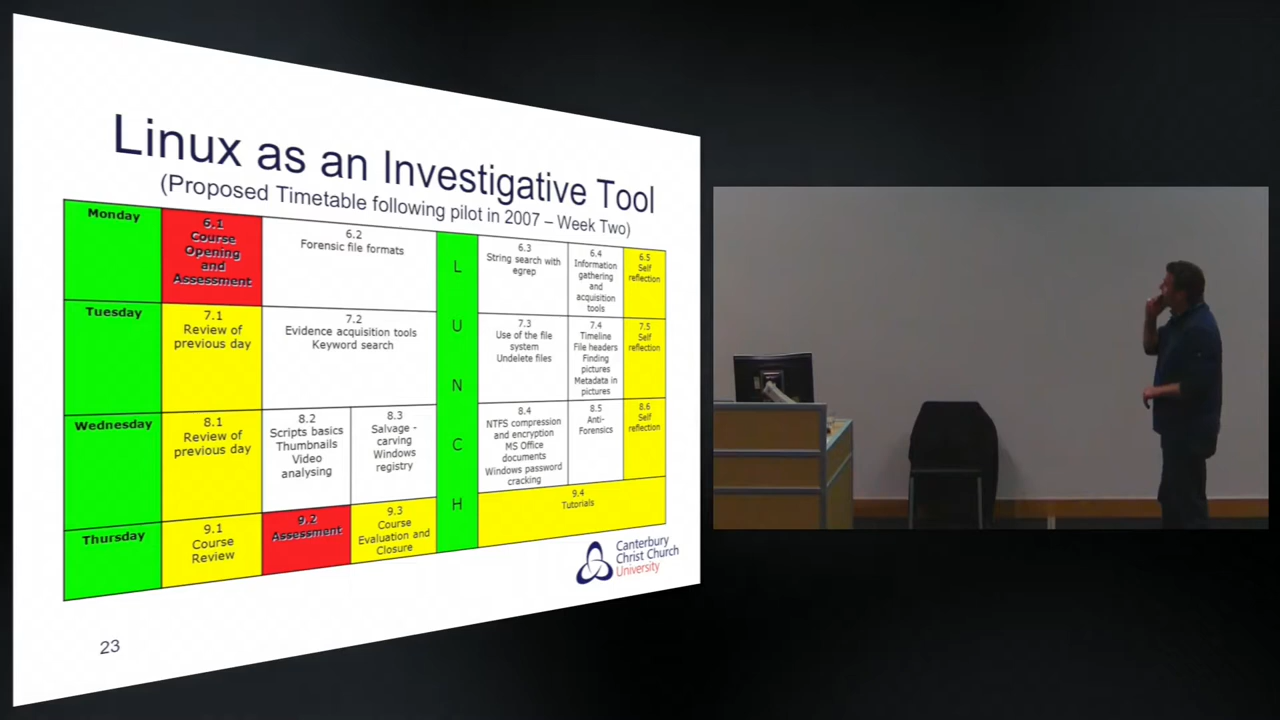 Linux as an Investigative Tool
(Proposed Timetable following pilot in 2007 – Week Two)
Monday
6.1
Course
Opening
and
Assessment
6.2
Forensic file formats
L
U
N
C
H
6.3
String search with
egrep
6.4
Information
gathering
and
acquisition
tools
6.5
Self
reflection
Tuesday
7.1
Review of
previous day
7.2
Evidence acquisition tools
Keyword search
7.3
Use of the file
system
Undelete files
7.4
Timeline
File headers
Finding
pictures
Metadata in
pictures
7.5
Self
reflection
Wednesday
8.1
Review of
previous day
8.2
Scripts basics
Thumbnails
Video
analysing
8.3
Salvage -
carving
Windows
registry
8.4
NTFS compression
and encryption
MS Office
documents
Windows password
cracking
8.5
Anti-
Forensics
8.6
Self
reflection
Thursday
9.1
Course
Review
9.2
Assessment
9.3
Course
Evaluation and
Closure
9.4
Tutorials
Canterbury
Christ Church
University
23